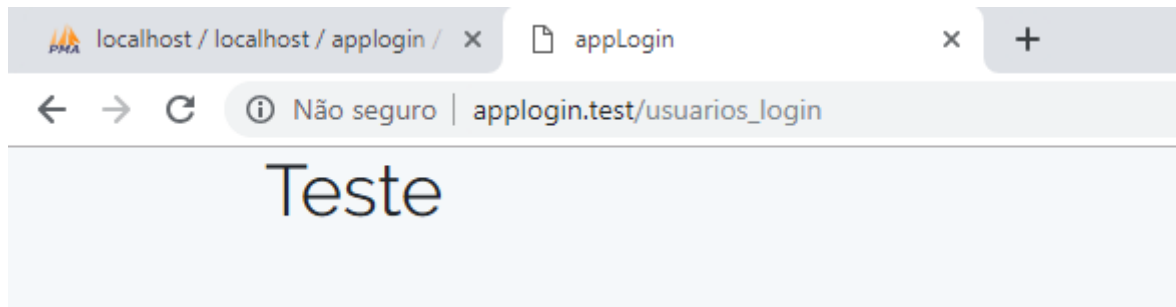 PMA localhost / localhost / applogin / appLogin
Não seguro applogin.test/usuarios_login
Teste